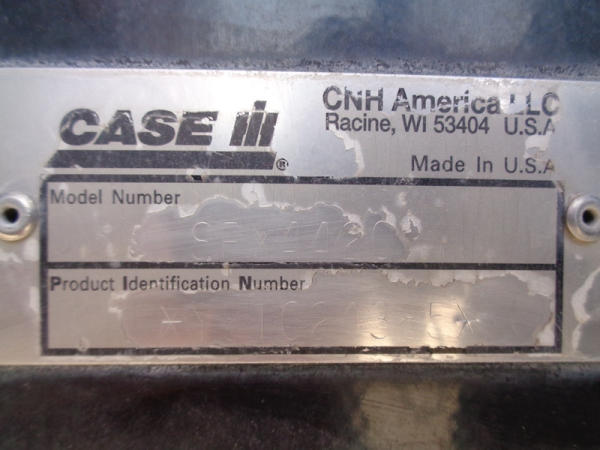 CASE IH ®
CNH America LLC
Racine, WI 53404 U.S.A
Made In U.S.A
Model Number
Product Identification Number